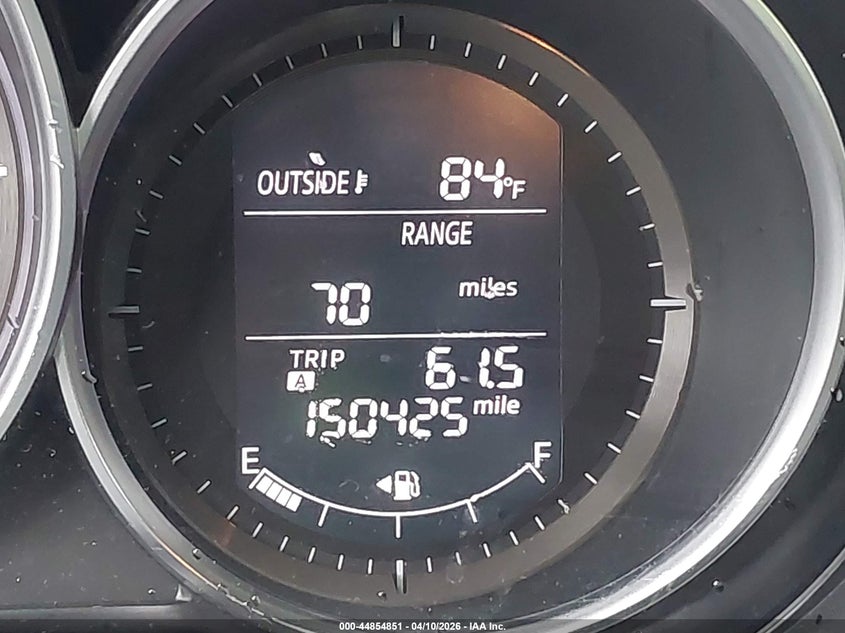 OUTSIDE 84°F
RANGE
70 miles
TRIP A 61.5
150425 mile
E F
000-44854851 - 04/10/2026 - IAA Inc.